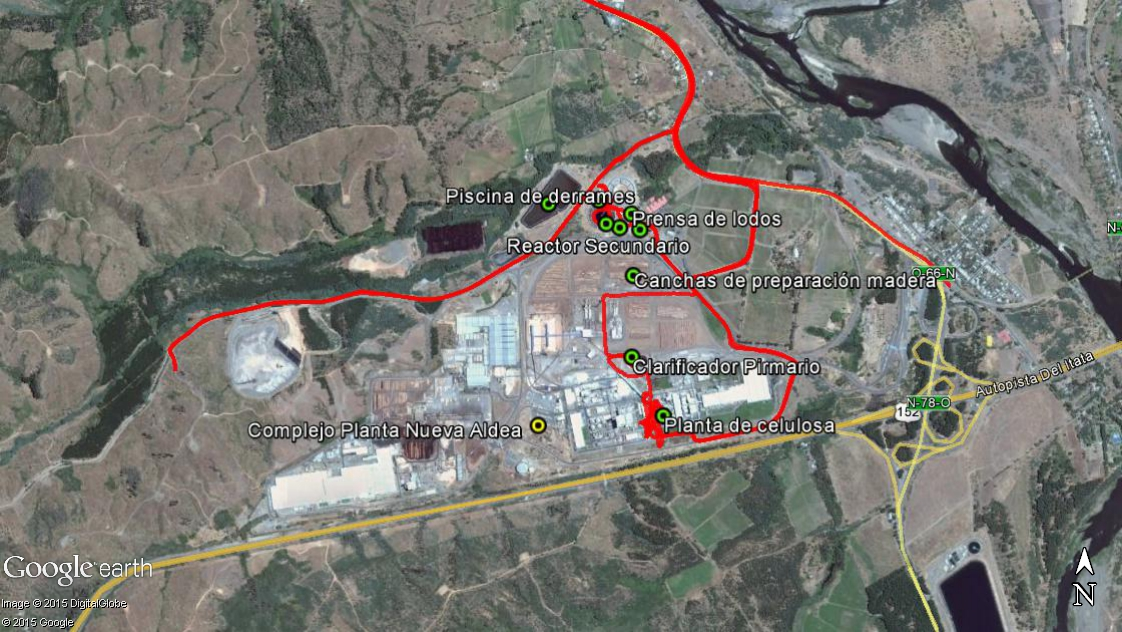 Piscina de derrames
Prensa de lodos
Reactor Secundario
Canchas de preparación madera
O-66-N
N-
Clarificador Pirmario
Autopista Del Itata
N-78-O
152
Planta de celulosa
Complejo Planta Nueva Aldea
Google earth
Image © 2015 DigitalGlobe
© 2015 Google
N